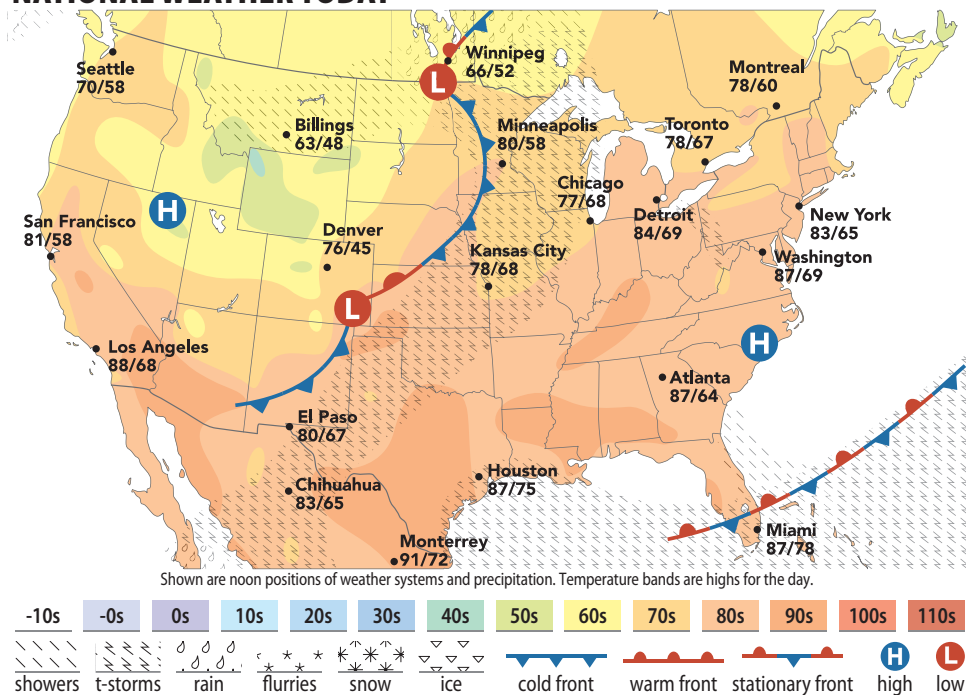 NATIONAL WEATHER TODAY
Winnipeg
66/52
Seattle
70/58
Montreal
78/60
L
Billings
63/48
Minneapolis
80/58
Toronto
78/67
Chicago
77/68
H
San Francisco
81/58
Denver
76/45
Detroit
84/69
New York
83/65
Kansas City
78/68
Washington
87/69
L
H
Los Angeles
88/68
Atlanta
87/64
El Paso
80/67
Houston
87/75
Chihuahua
83/65
Miami
87/78
Monterrey
91/72
Shown are noon positions of weather systems and precipitation. Temperature bands are highs for the day.
-10s -0s 0s 10s 20s 30s 40s 50s 60s 70s 80s 90s 100s 110s
H L
showers t-storms rain flurries snow ice cold front warm front stationary front high low